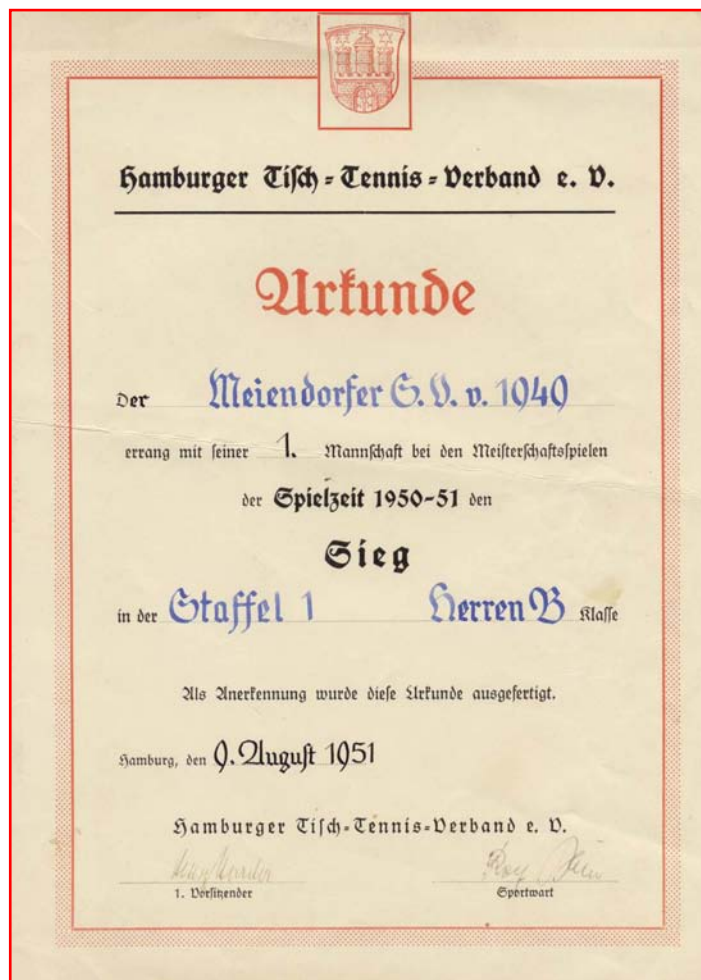 Hamburger Tisch-Tennis-Verband e. V.
Urkunde
Der Meiendorfer S. V. v. 1949
errang mit seiner 1. Mannschaft bei den Meisterschaftsspielen
der Spielzeit 1950-51 den
Sieg
in der Staffel 1 Herren B Klasse
Als Anerkennung wurde diese Urkunde ausgefertigt.
Hamburg, den 9. August 1951
Hamburger Tisch-Tennis-Verband e. V.
1. Vorsitzender Sportwart